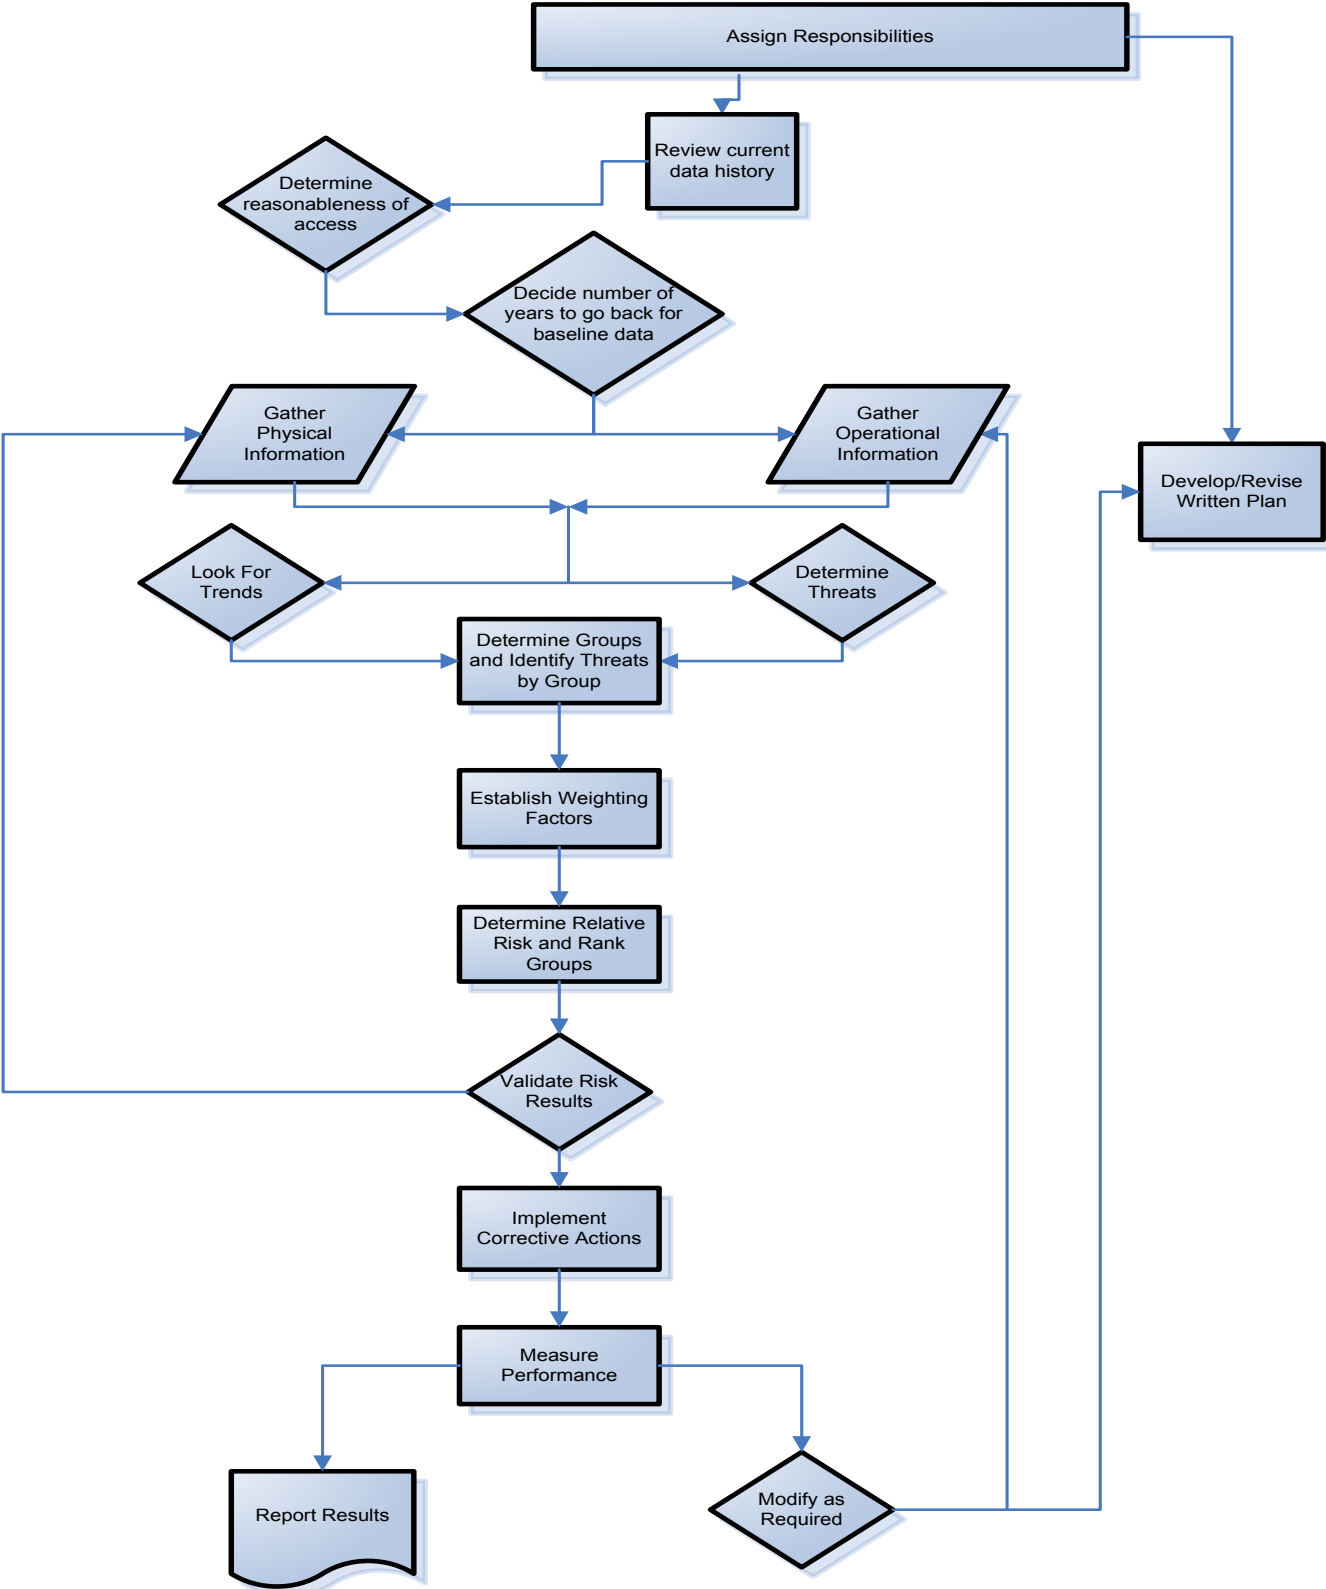 Assign Responsibilities
Review current
data history
Determine
reasonableness of
access
Decide number of
years to go back for
baseline data
Gather
Physical
Information
Gather
Operational
Information
Develop/Revise
Written Plan
Look For
Trends
Determine
Threats
Determine Groups
and Identify Threats
by Group
Establish Weighting
Factors
Determine Relative
Risk and Rank
Groups
Validate Risk
Results
Implement
Corrective Actions
Measure
Performance
Report Results
Modify as
Required